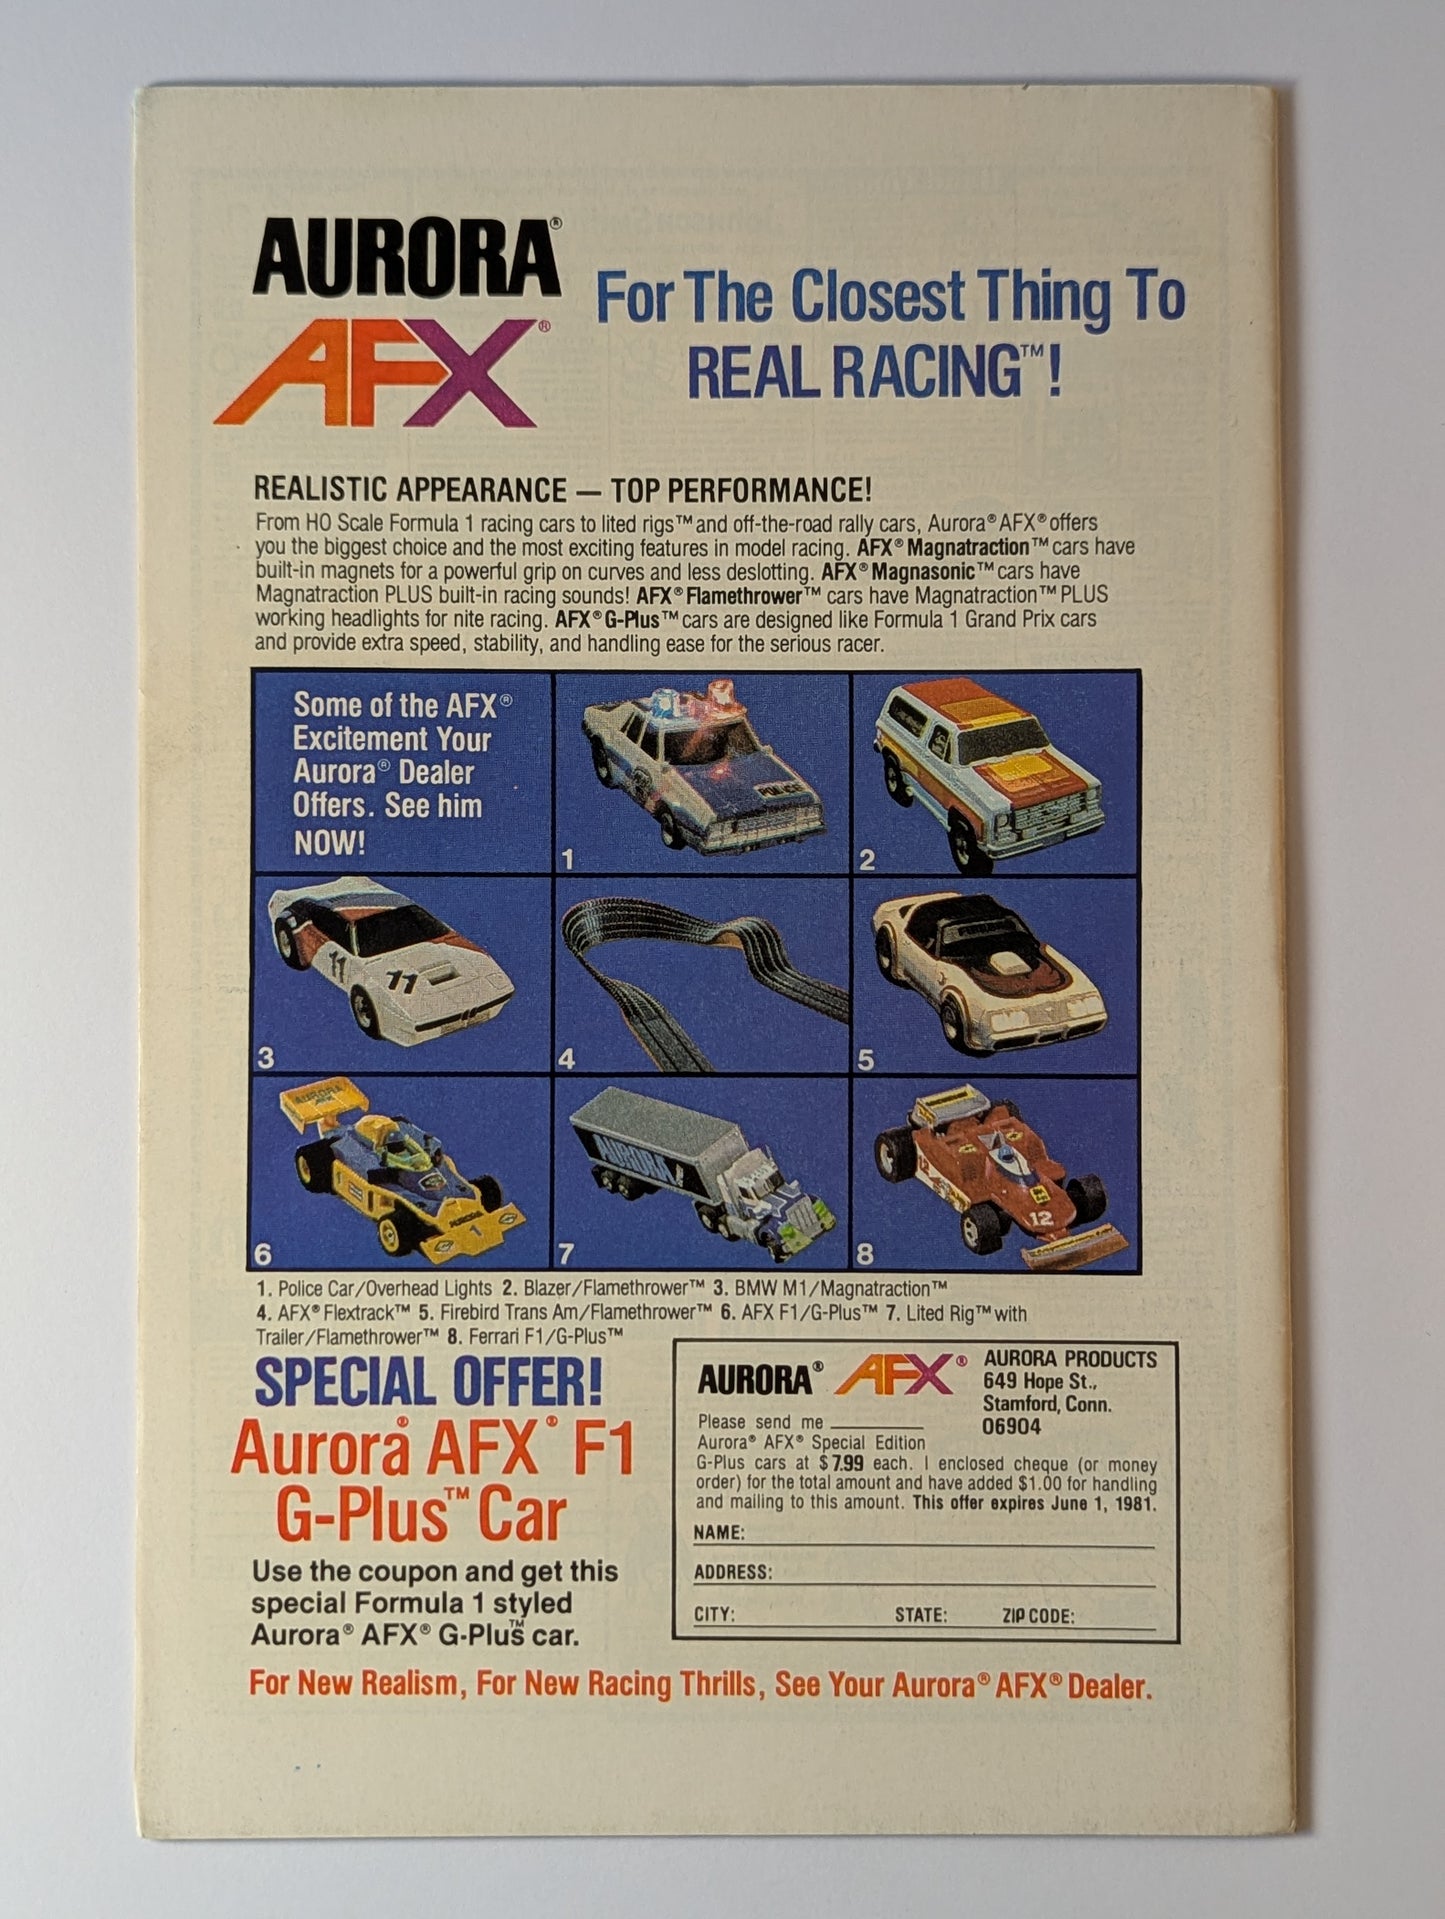 AURORA®
AFX®
For The Closest Thing To
REAL RACING™!
REALISTIC APPEARANCE — TOP PERFORMANCE!
From HO Scale Formula 1 racing cars to lited rigs™ and off-the-road rally cars, Aurora® AFX® offers
you the biggest choice and the most exciting features in model racing. AFX® Magnatraction™ cars have
built-in magnets for a powerful grip on curves and less deslotting. AFX® Magnasonic™ cars have
Magnatraction PLUS built-in racing sounds! AFX® Flamethrower™ cars have Magnatraction™ PLUS
working headlights for nite racing. AFX® G-Plus™ cars are designed like Formula 1 Grand Prix cars
and provide extra speed, stability, and handling ease for the serious racer.
Some of the AFX®
Excitement Your
Aurora® Dealer
Offers. See him
NOW!
POLICE
1
2
11
11
3
4
5
AURORA
AFX
1
AURORA
1
6
AURORA
7
12
12
8
1. Police Car/Overhead Lights 2. Blazer/Flamethrower™ 3. BMW M1/Magnatraction™
4. AFX® Flextrack™ 5. Firebird Trans Am/Flamethrower™ 6. AFX F1/G-Plus™ 7. Lited Rig™ with
Trailer/Flamethrower™ 8. Ferrari F1/G-Plus™
SPECIAL OFFER!
Aurora® AFX® F1
G-Plus™ Car
Use the coupon and get this
special Formula 1 styled
Aurora® AFX® G-Plus™ car.
AURORA® AFX®
AURORA PRODUCTS
649 Hope St.,
Stamford, Conn.
06904
Please send me
Aurora® AFX® Special Edition
G-Plus cars at $7.99 each. I enclosed cheque (or money
order) for the total amount and have added $1.00 for handling
and mailing to this amount. This offer expires June 1, 1981.
NAME:
ADDRESS:
CITY: STATE: ZIP CODE:
For New Realism, For New Racing Thrills, See Your Aurora® AFX® Dealer.